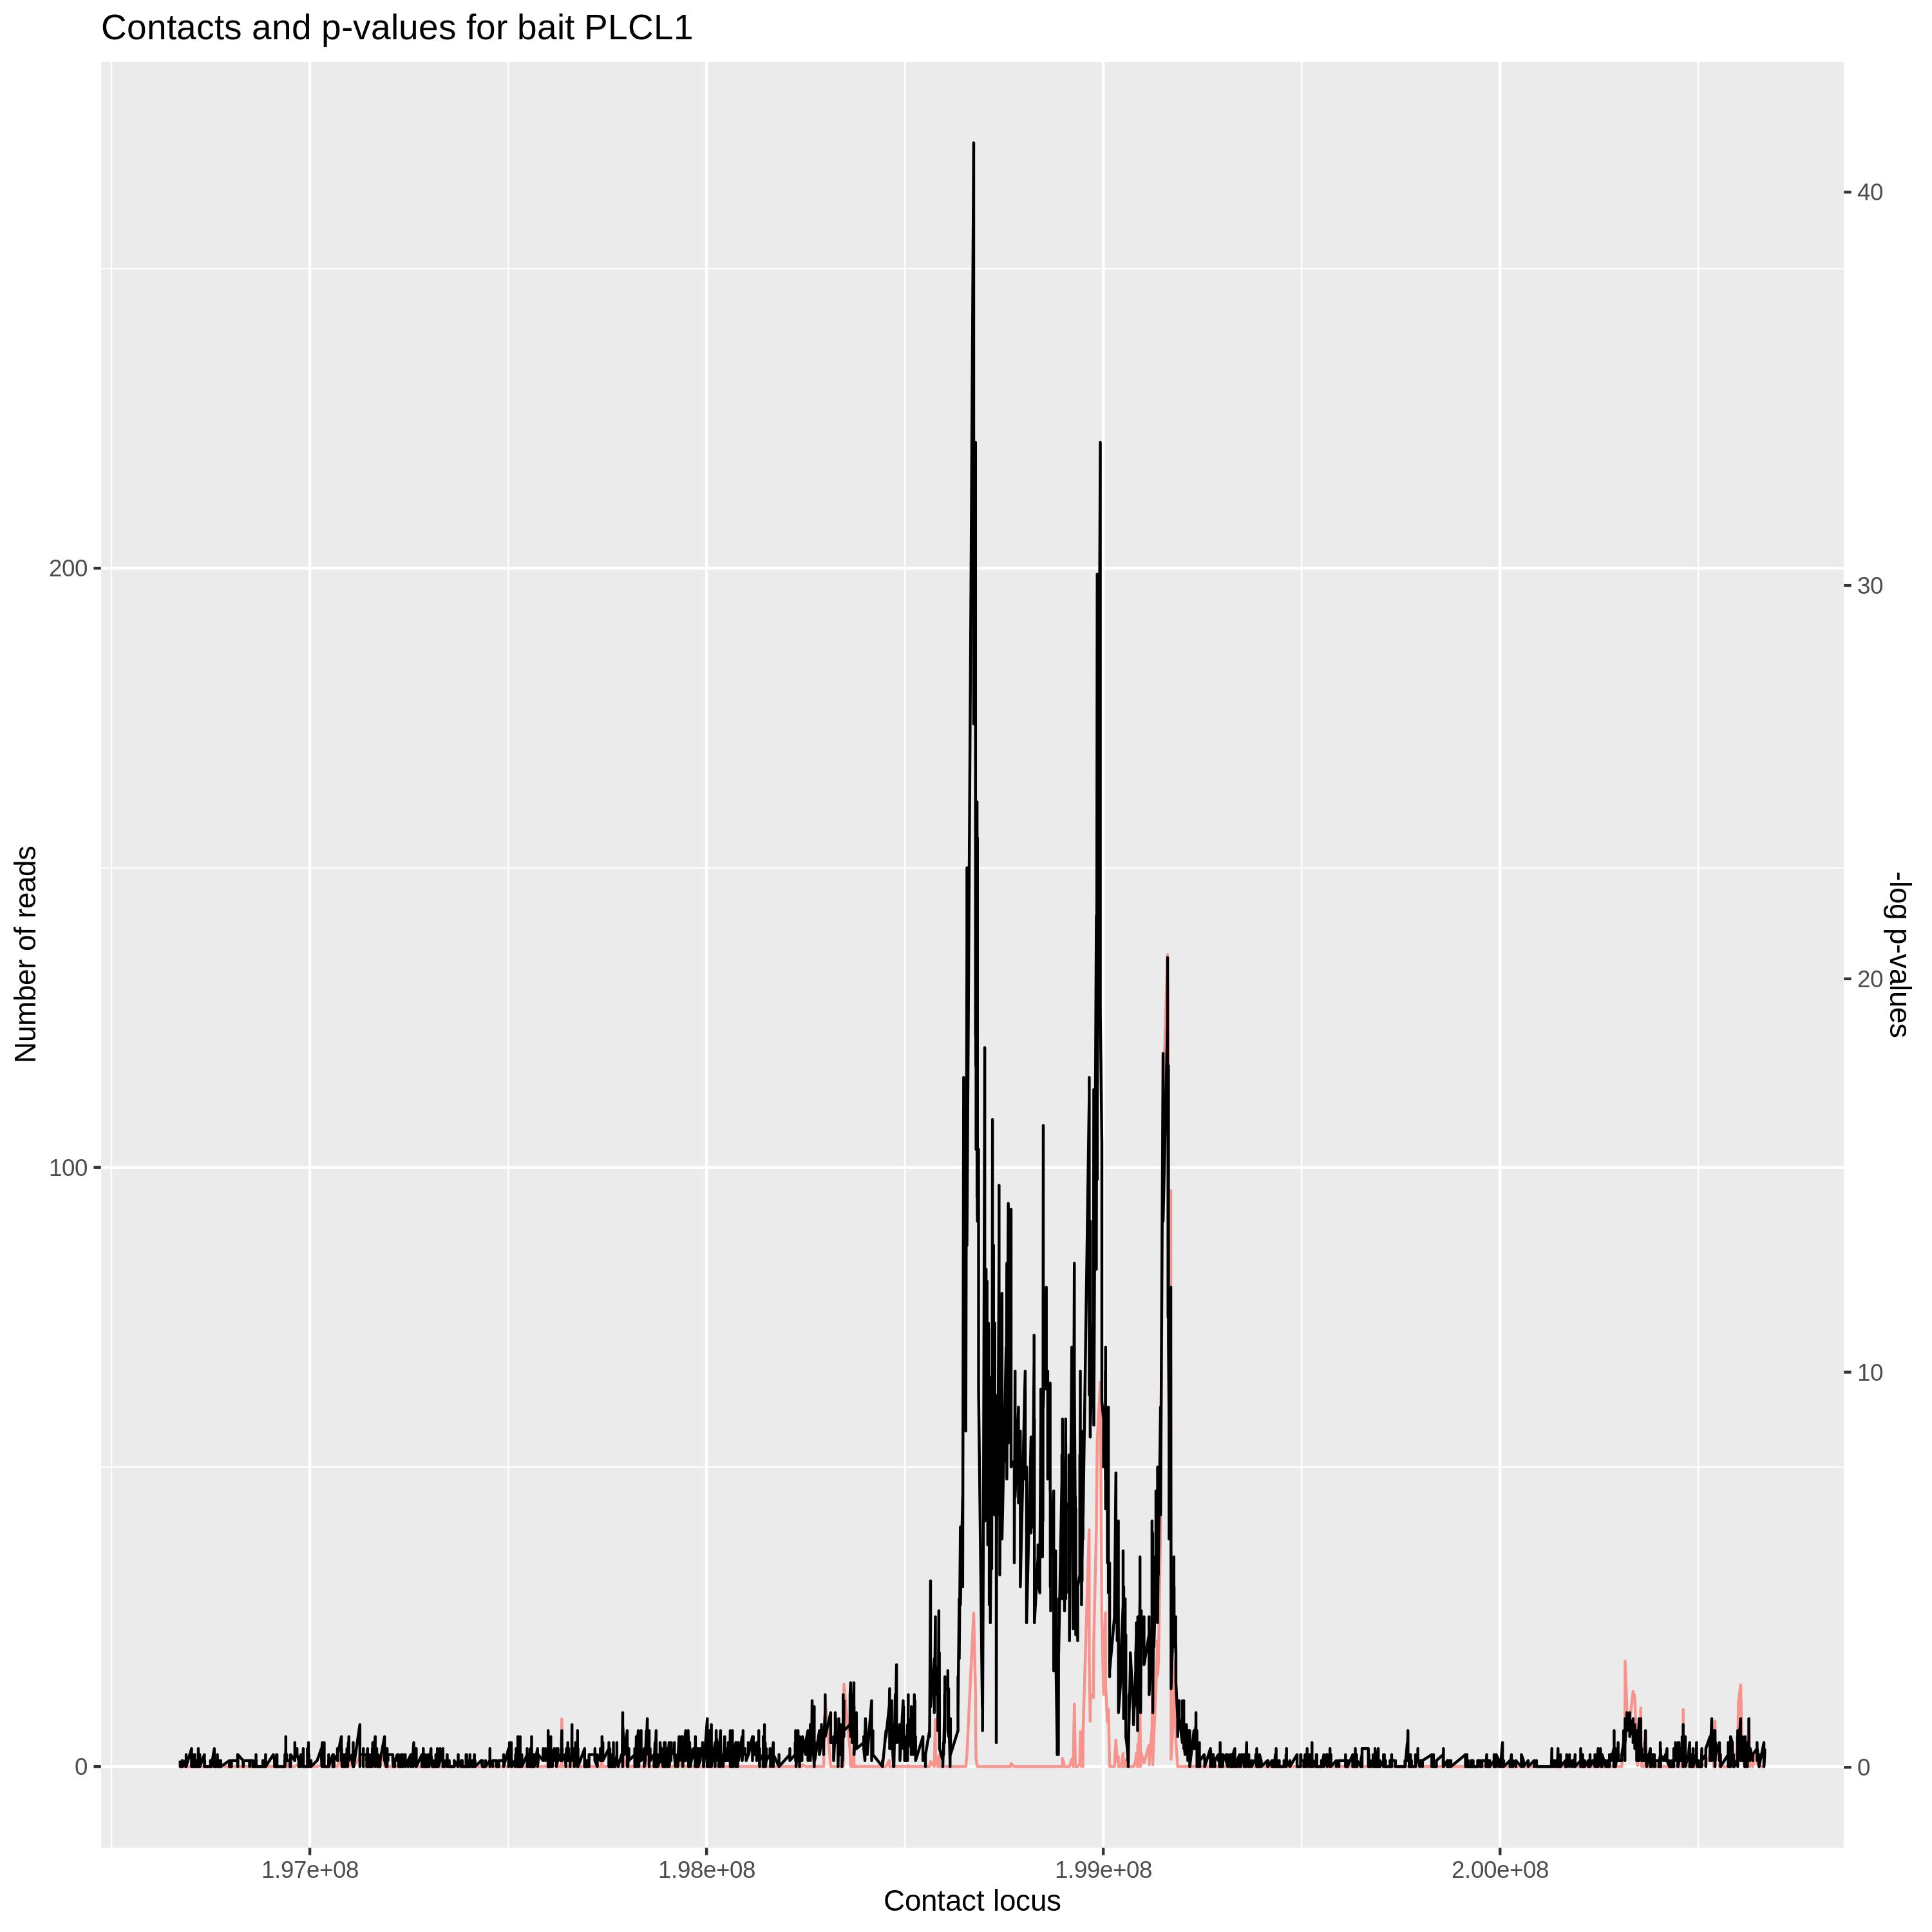 Contacts and p-values for bait PLCL1
Number of reads
200
100
0
40
30
20
10
0
-log p-values
1.97e+08
1.98e+08
1.99e+08
2.00e+08
Contact locus